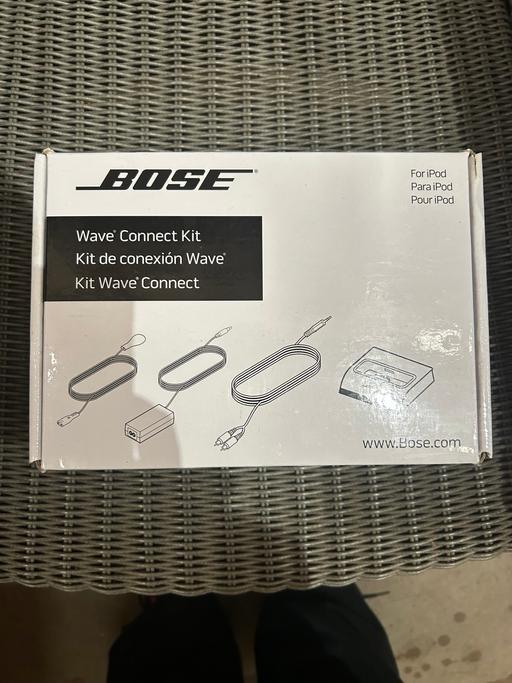 BOSE®
For iPod
Para iPod
Pour iPod
Wave® Connect Kit
Kit de conexión Wave®
Kit Wave® Connect
www.Bose.com